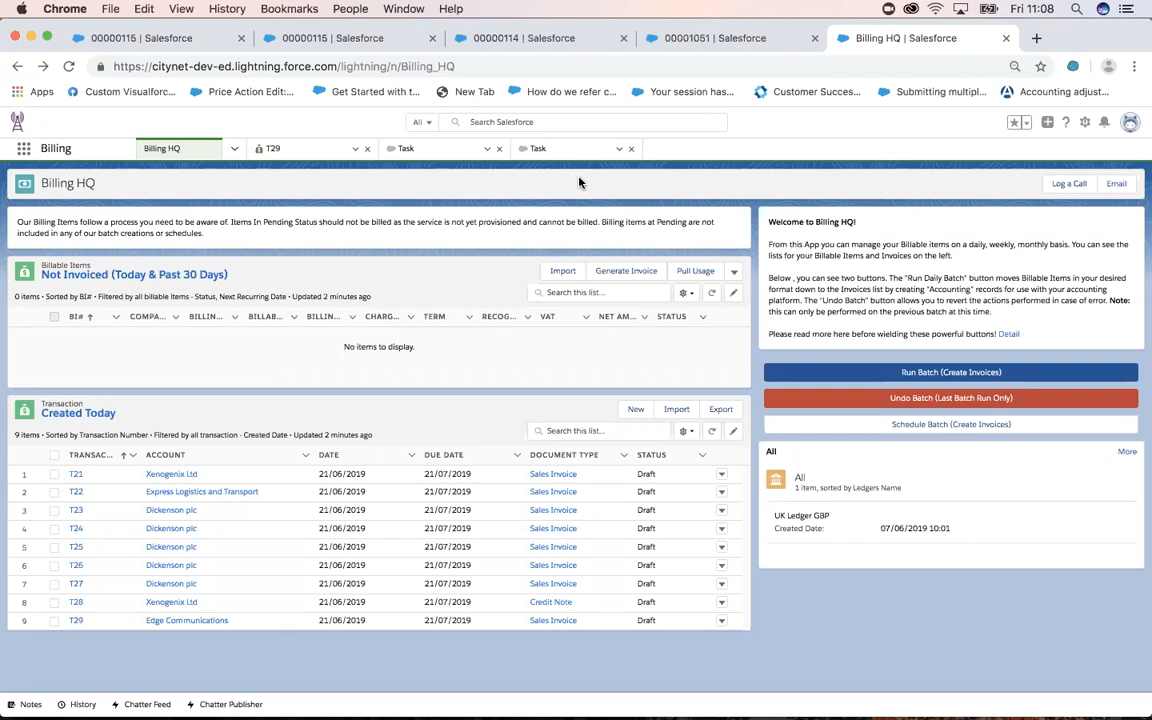 Chrome File Edit View History Bookmarks People Window Help Fri 11:08
00000115 | Salesforce 00000115 | Salesforce 00000114 | Salesforce 00001051 | Salesforce Billing HQ | Salesforce
https://citynet-dev-ed.lightning.force.com/lightning/n/Billing_HQ
Apps Custom Visualforc... Price Action Edit:... Get Started with t... New Tab How do we refer c... Your session has... Customer Succes... Submitting multipl... Accounting adjust...
All Search Salesforce
Billing Billing HQ T29 Task Task
Billing HQ Log a Call Email
Our Billing Items follow a process you need to be aware of. Items In Pending Status should not be billed as the service is not yet provisioned and cannot be billed. Billing items at Pending are not
included in any of our batch creations or schedules.
Billable Items
Not Invoiced (Today & Past 30 Days)
Import Generate Invoice Pull Usage
0 items • Sorted by BI# • Filtered by all billable items - Status, Next Recurring Date • Updated 2 minutes ago
Search this list...
BI# COMPA... BILLIN... BILLAB... BILLIN... CHARG... TERM RECOG... VAT NET AM... STATUS
No items to display.
Transaction
Created Today
New Import Export
9 items • Sorted by Transaction Number • Filtered by all transaction - Created Date • Updated 2 minutes ago
Search this list...
TRANSAC... ACCOUNT DATE DUE DATE DOCUMENT TYPE STATUS
1 T21 Xenogenix Ltd 21/06/2019 21/07/2019 Sales Invoice Draft
2 T22 Express Logistics and Transport 21/06/2019 21/07/2019 Sales Invoice Draft
3 T23 Dickenson plc 21/06/2019 21/07/2019 Sales Invoice Draft
4 T24 Dickenson plc 21/06/2019 21/07/2019 Sales Invoice Draft
5 T25 Dickenson plc 21/06/2019 21/07/2019 Sales Invoice Draft
6 T26 Dickenson plc 21/06/2019 21/07/2019 Sales Invoice Draft
7 T27 Dickenson plc 21/06/2019 21/07/2019 Sales Invoice Draft
8 T28 Xenogenix Ltd 21/06/2019 21/07/2019 Credit Note Draft
9 T29 Edge Communications 21/06/2019 21/07/2019 Sales Invoice Draft
Welcome to Billing HQ!
From this App you can manage your Billable items on a daily, weekly, monthly basis. You can see the
lists for your Billable Items and Invoices on the left.
Below , you can see two buttons. The "Run Daily Batch" button moves Billable Items in your desired
format down to the Invoices list by creating "Accounting" records for use with your accounting
platform. The "Undo Batch" button allows you to revert the actions performed in case of error. Note:
this can only be performed on the previous batch at this time.
Please read more here before wielding these powerful buttons! Detail
Run Batch (Create Invoices)
Undo Batch (Last Batch Run Only)
Schedule Batch (Create Invoices)
All More
All
1 item, sorted by Ledgers Name
UK Ledger GBP
Created Date: 07/06/2019 10:01
Notes History Chatter Feed Chatter Publisher